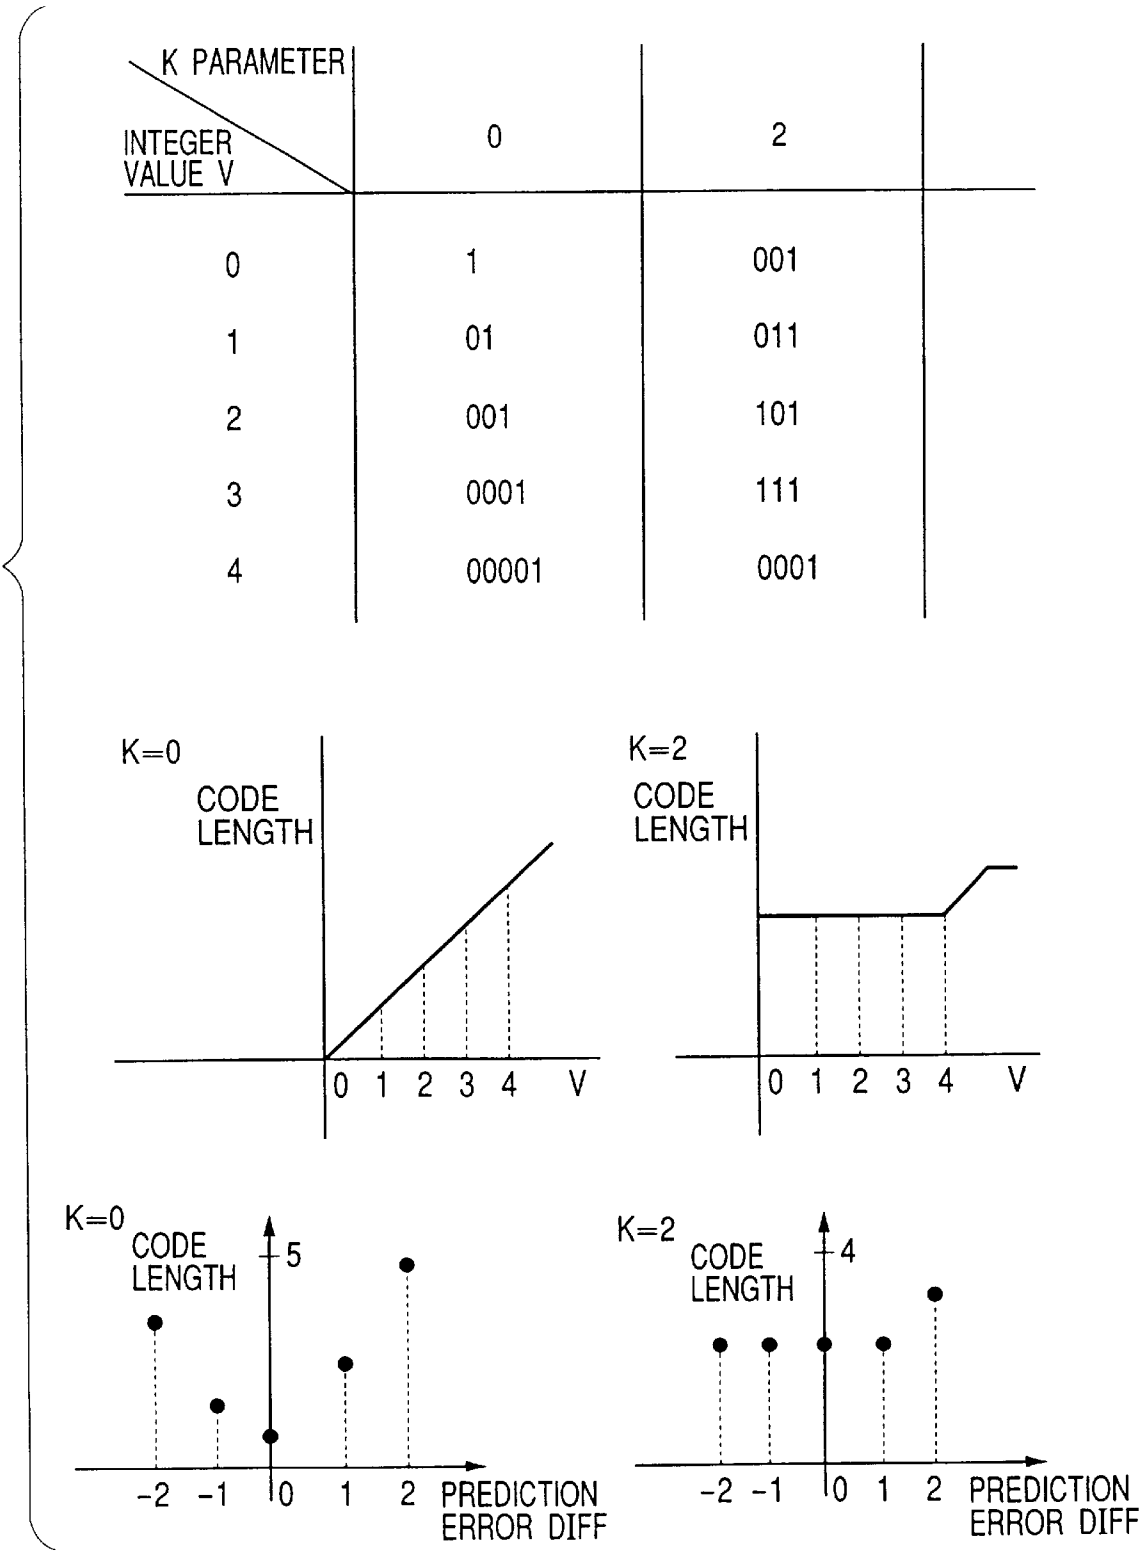 K PARAMETER
INTEGER
VALUE V
0 2
0 1 001
1 01 011
2 001 101
3 0001 111
4 00001 0001
K=0
CODE
LENGTH
0 1 2 3 4 V
K=2
CODE
LENGTH
0 1 2 3 4 V
K=0
CODE
LENGTH
5
-2 -1 0 1 2 PREDICTION
ERROR DIFF
K=2
CODE
LENGTH
4
-2 -1 0 1 2 PREDICTION
ERROR DIFF